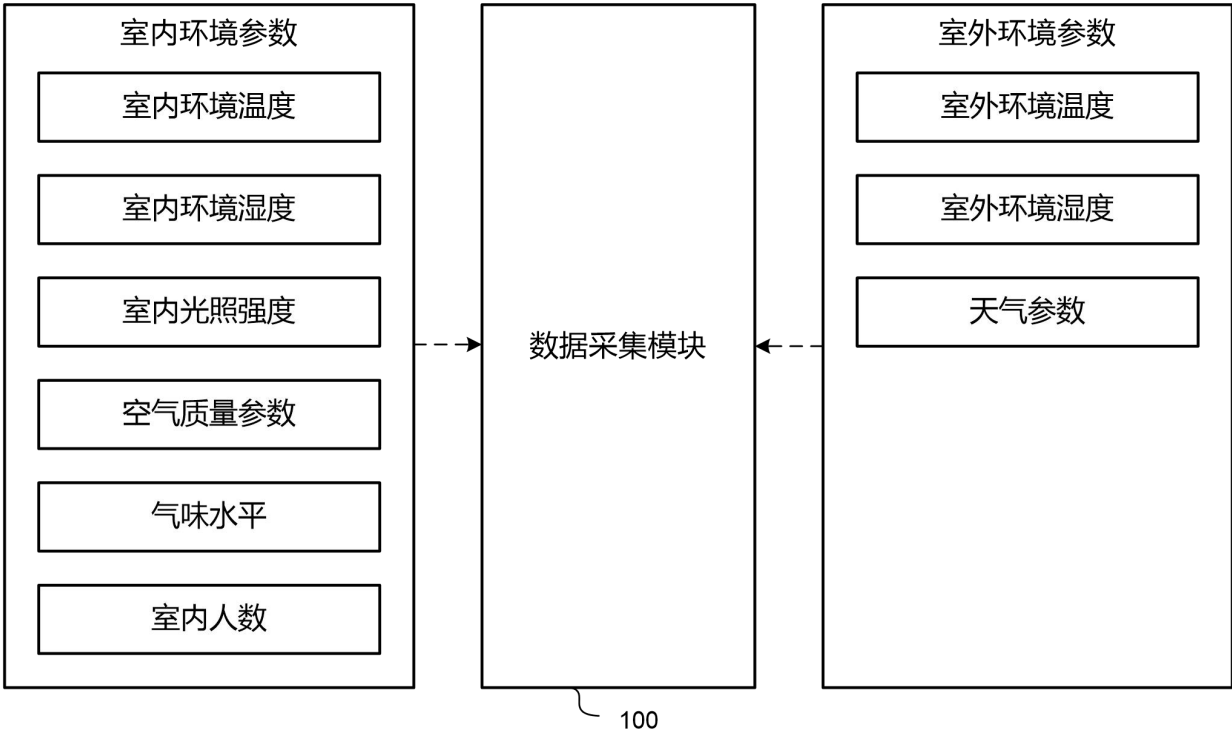 室内环境参数
室内环境温度
室内环境湿度
室内光照强度
空气质量参数
气味水平
室内人数
数据采集模块
100
室外环境参数
室外环境温度
室外环境湿度
天气参数